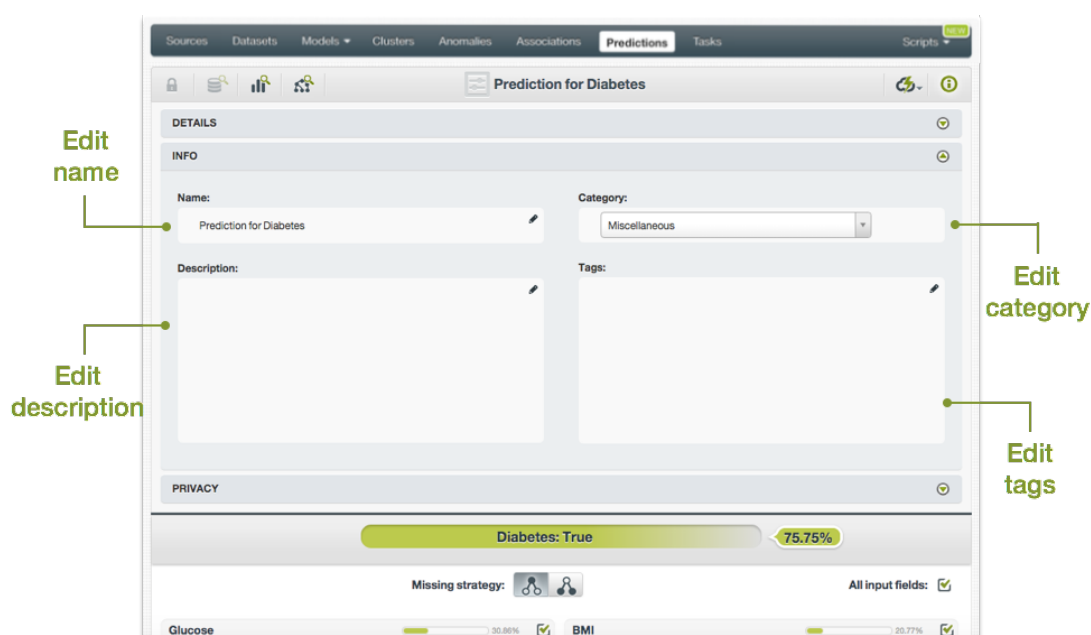 Sources Datasets Models Clusters Anomalies Associations Predictions Tasks Scripts NEW
Prediction for Diabetes
DETAILS
INFO
Edit
name
Name:
Category:
Prediction for Diabetes
Miscellaneous
Description:
Tags:
Edit
category
Edit
description
Edit
tags
PRIVACY
Diabetes: True
75.75%
Missing strategy:
All input fields:
Glucose 30.86%
BMI 20.77%